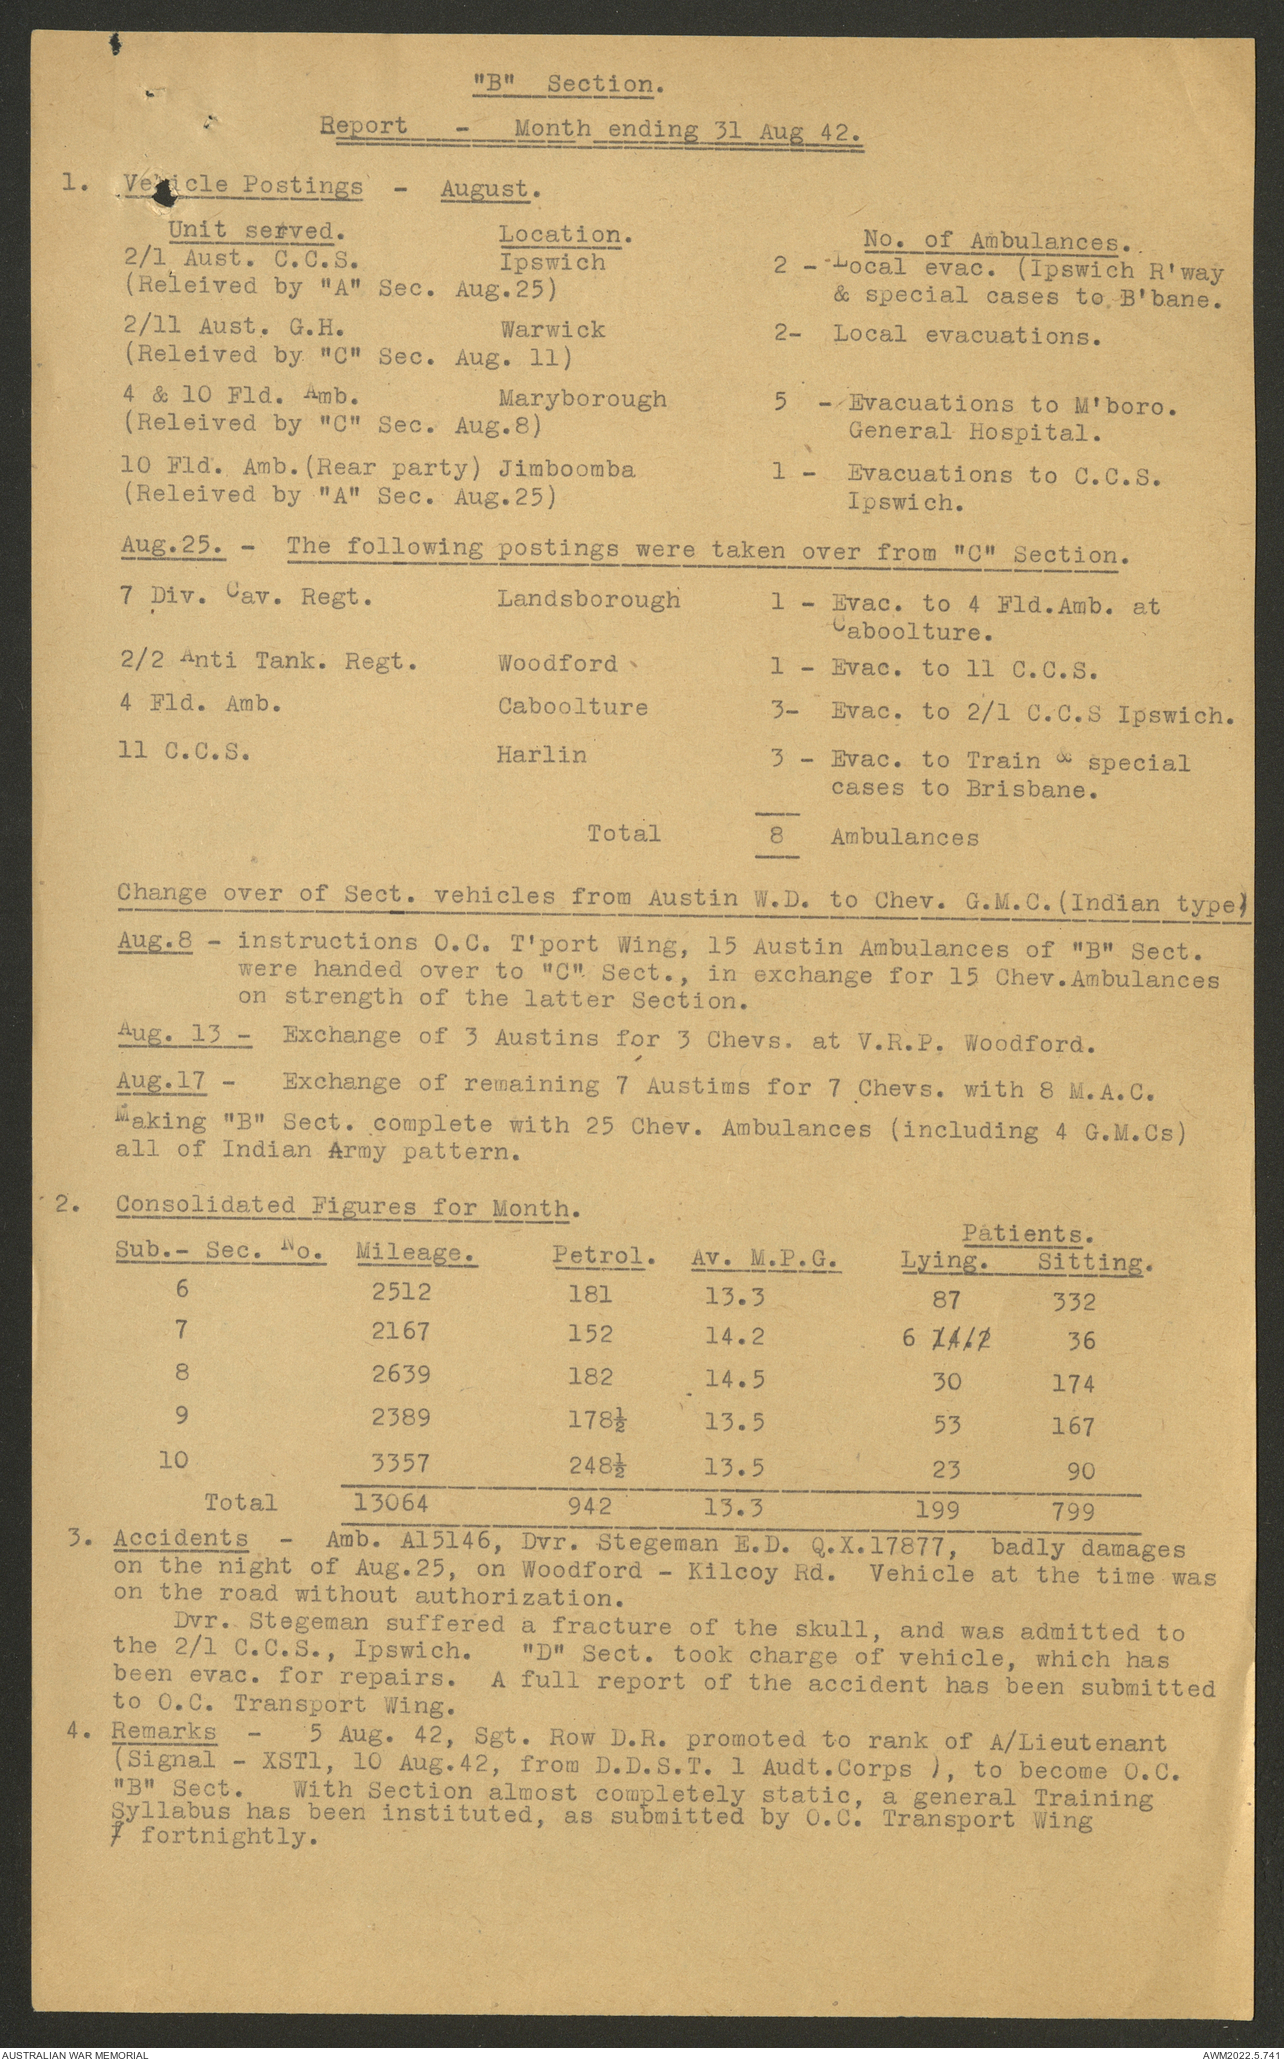 "B" Section.
Report - Month ending 31 Aug 42.
1. Vehicle Postings - August.
Unit served. Location. No. of Ambulances.
2/1 Aust. C.C.S. Ipswich 2 - Local evac. (Ipswich R'way
(Releived by "A" Sec. Aug.25) & special cases to B'bane.
2/11 Aust. G.H. Warwick 2- Local evacuations.
(Releived by "C" Sec. Aug. 11)
4 & 10 Fld. Amb. Maryborough 5 - Evacuations to M'boro.
(Releived by "C" Sec. Aug.8) General Hospital.
10 Fld. Amb.(Rear party) Jimboomba 1 - Evacuations to C.C.S.
(Releived by "A" Sec. Aug.25) Ipswich.
Aug.25. - The following postings were taken over from "C" Section.
7 Div. Cav. Regt. Landsborough 1 - Evac. to 4 Fld.Amb. at
Caboolture.
2/2 Anti Tank. Regt. Woodford 1 - Evac. to 11 C.C.S.
4 Fld. Amb. Caboolture 3- Evac. to 2/1 C.C.S Ipswich.
11 C.C.S. Harlin 3 - Evac. to Train & special
cases to Brisbane.
Total 8 Ambulances
Change over of Sect. vehicles from Austin W.D. to Chev. G.M.C.(Indian type)
Aug.8 - instructions O.C. T'port Wing, 15 Austin Ambulances of "B" Sect.
were handed over to "C" Sect., in exchange for 15 Chev.Ambulances
on strength of the latter Section.
Aug. 13 - Exchange of 3 Austins for 3 Chevs. at V.R.P. Woodford.
Aug.17 - Exchange of remaining 7 Austims for 7 Chevs. with 8 M.A.C.
Making "B" Sect. complete with 25 Chev. Ambulances (including 4 G.M.Cs)
all of Indian Army pattern.
2. Consolidated Figures for Month.
Patients.
Sub.- Sec. No. Mileage. Petrol. Av. M.P.G. Lying. Sitting.
6 2512 181 13.3 87 332
7 2167 152 14.2 6 36
8 2639 182 14.5 30 174
9 2389 178½ 13.5 53 167
10 3357 248½ 13.5 23 90
Total 13064 942 13.3 199 799
3. Accidents - Amb. A15146, Dvr. Stegeman E.D. Q.X.17877, badly damages
on the night of Aug.25, on Woodford - Kilcoy Rd. Vehicle at the time was
on the road without authorization.
Dvr. Stegeman suffered a fracture of the skull, and was admitted to
the 2/1 C.C.S., Ipswich. "D" Sect. took charge of vehicle, which has
been evac. for repairs. A full report of the accident has been submitted
to O.C. Transport Wing.
4. Remarks - 5 Aug. 42, Sgt. Row D.R. promoted to rank of A/Lieutenant
(Signal - XST1, 10 Aug.42, from D.D.S.T. 1 Audt.Corps ), to become O.C.
"B" Sect. With Section almost completely static, a general Training
Syllabus has been instituted, as submitted by O.C. Transport Wing
fortnightly.
AUSTRALIAN WAR MEMORIAL AWM2022.5.741